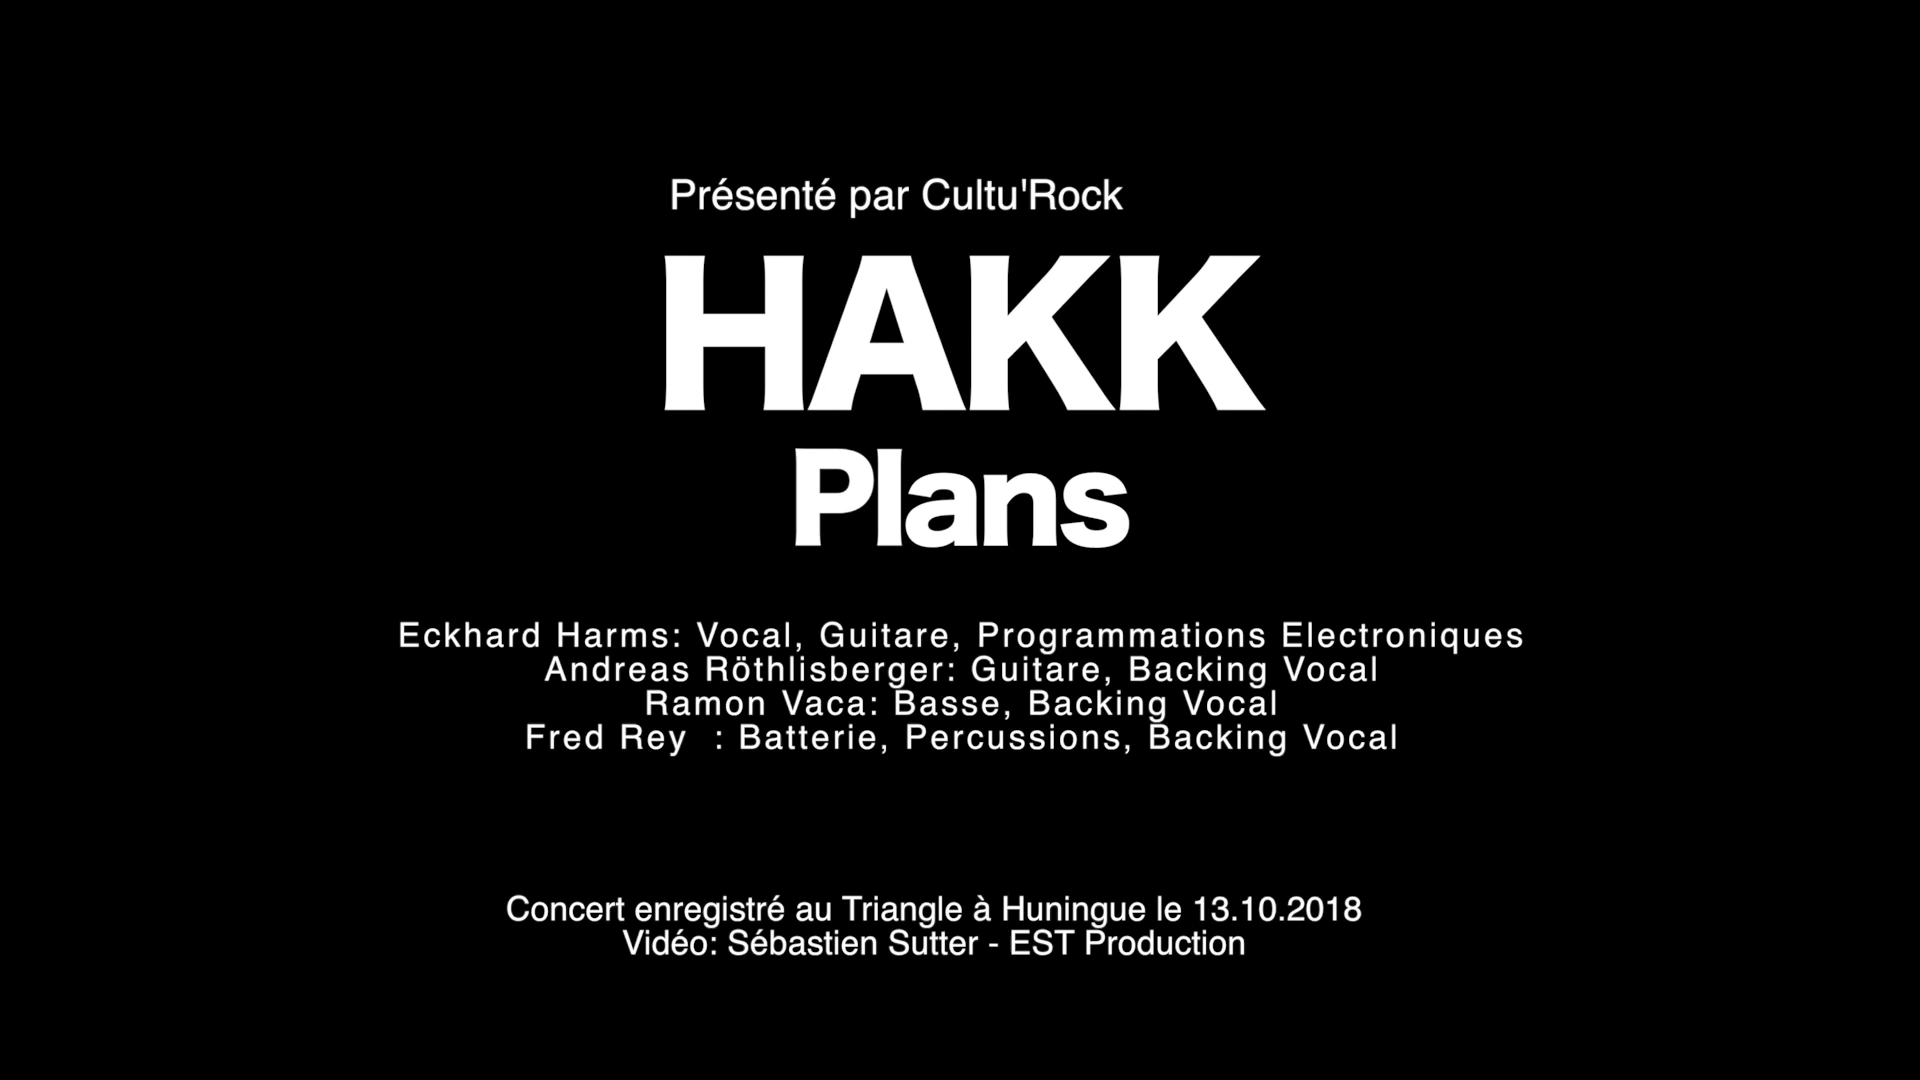 Présenté par Cultu'Rock
HAKK
Plans
Eckhard Harms: Vocal, Guitare, Programmations Electroniques
Andreas Röthlisberger: Guitare, Backing Vocal
Ramon Vaca: Basse, Backing Vocal
Fred Rey  : Batterie, Percussions, Backing Vocal
Concert enregistré au Triangle à Huningue le 13.10.2018
Vidéo: Sébastien Sutter - EST Production